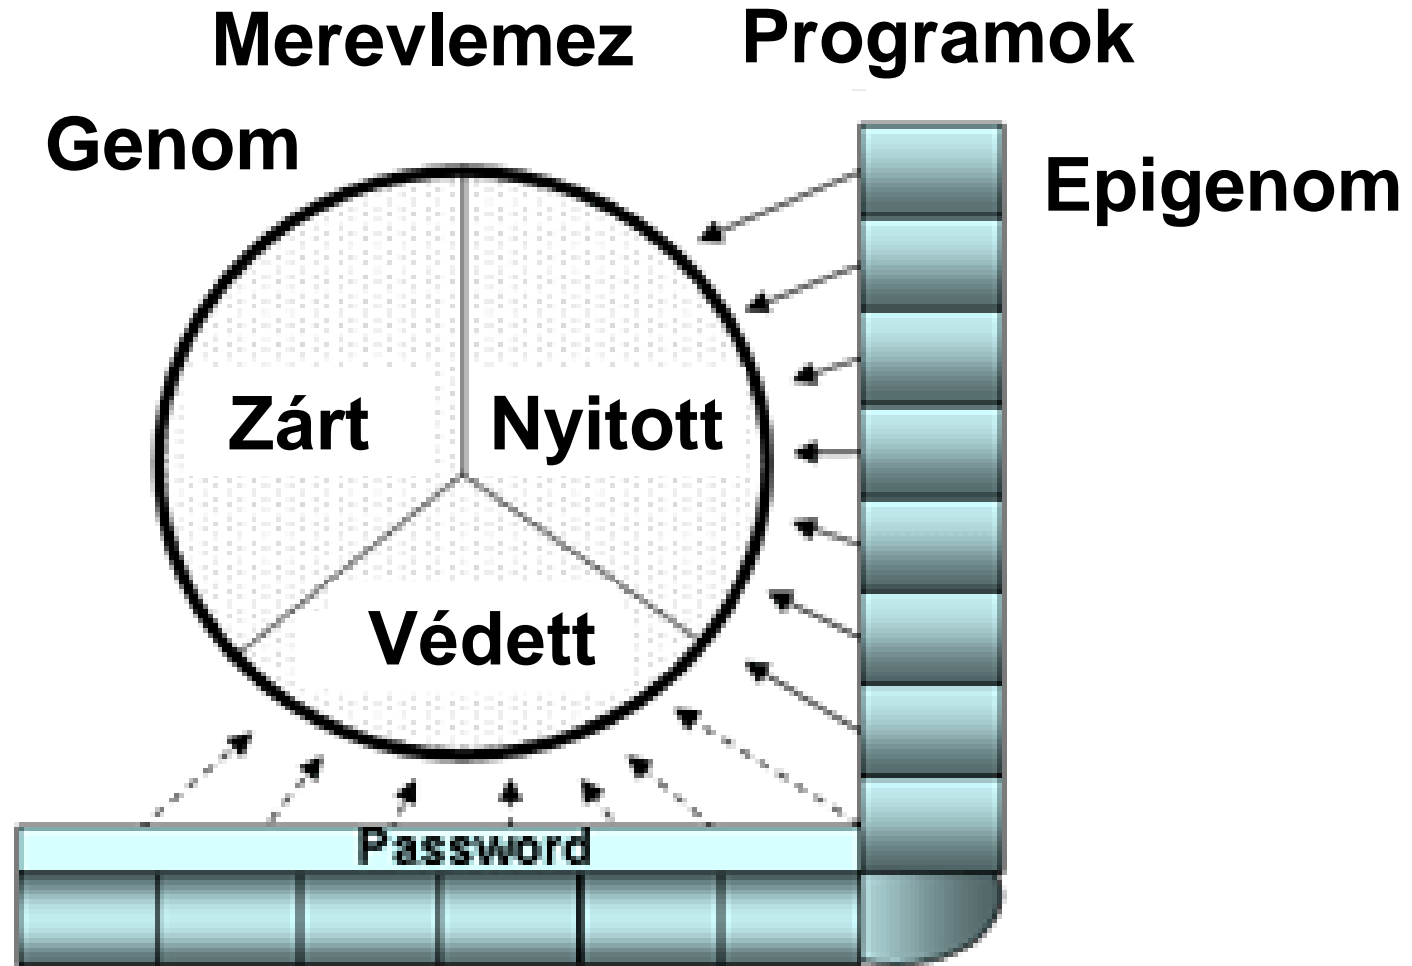 Merevlemez
Programok
Genom
Epigenom
Zárt
Nyitott
Védett
Password